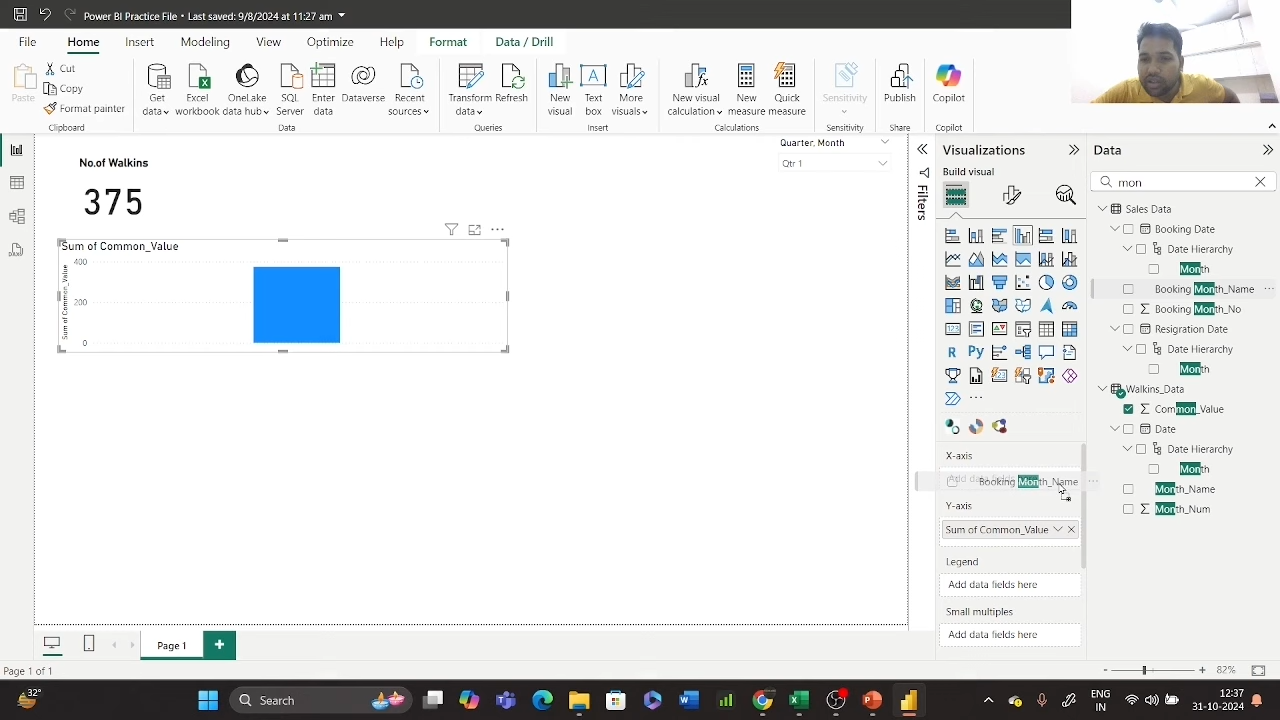 Power BI Practice File • Last saved: 9/8/2024 at 11:27 am
File Home Insert Modeling View Optimize Help Format Data / Drill
Paste
Cut
Copy
Format painter
Clipboard
Get data
Excel workbook
OneLake data hub
SQL Server
Enter data
Dataverse
Recent sources
Data
Transform data
Refresh
Queries
New visual
Text box
More visuals
Insert
New visual calculation
New measure
Quick measure
Calculations
Sensitivity
Sensitivity
Publish
Share
Copilot
Copilot
No.of Walkins
375
Quarter, Month
Qtr 1
Sum of Common_Value
Sum of Common_Value
400
200
0
Filters
Visualizations
Build visual
R Py
123
X-axis
Booking Month_Name
Y-axis
Sum of Common_Value
Legend
Add data fields here
Small multiples
Add data fields here
Data
mon
Sales Data
Booking Date
Date Hierarchy
Month
Booking Month_Name
Booking Month_No
Resigration Date
Date Hierarchy
Month
Walkins_Data
Common_Value
Date
Date Hierarchy
Month
Month_Name
Month_Num
Page 1
Page 1 of 1
82%
32°
Search
ENG
IN
12:37
31-10-2024